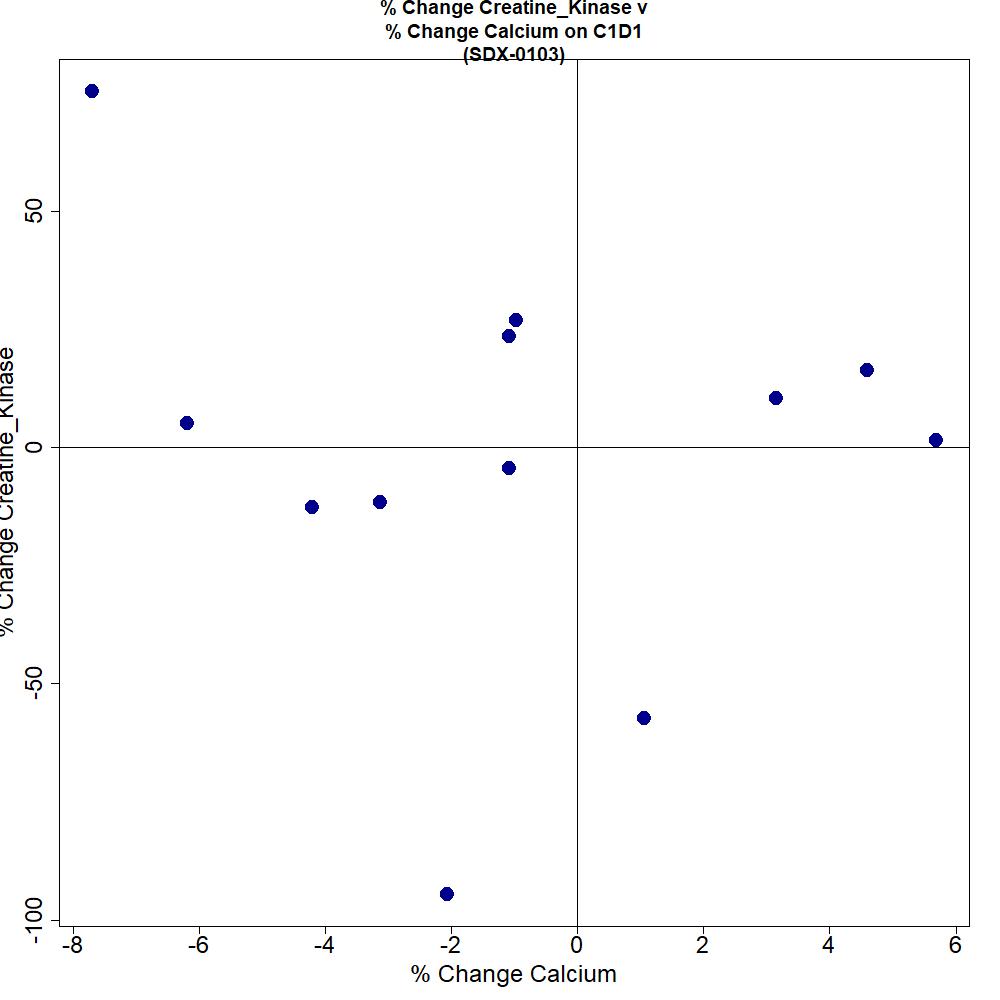 % Change Creatine_Kinase v
% Change Calcium on C1D1
(SDX-0103)
% Change Creatine_Kinase
50
0
-50
-100
-8
-6
-4
-2
0
2
4
6
% Change Calcium